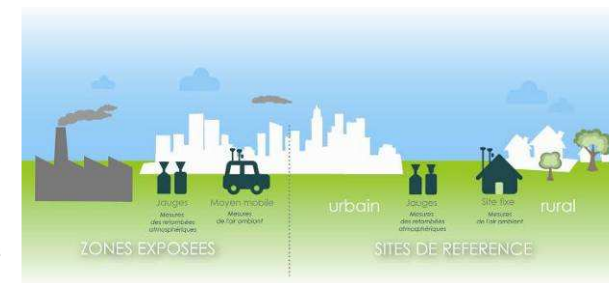 Jauges
Mesures
des retombées
atmosphériques
Moyen mobile
Mesures
de l'air ambiant
ZONES EXPOSEES
urbain
Jauges
Mesures
des retombées
atmosphériques
Site fixe
Mesures
de l'air ambiant
rural
SITES DE REFERENCE